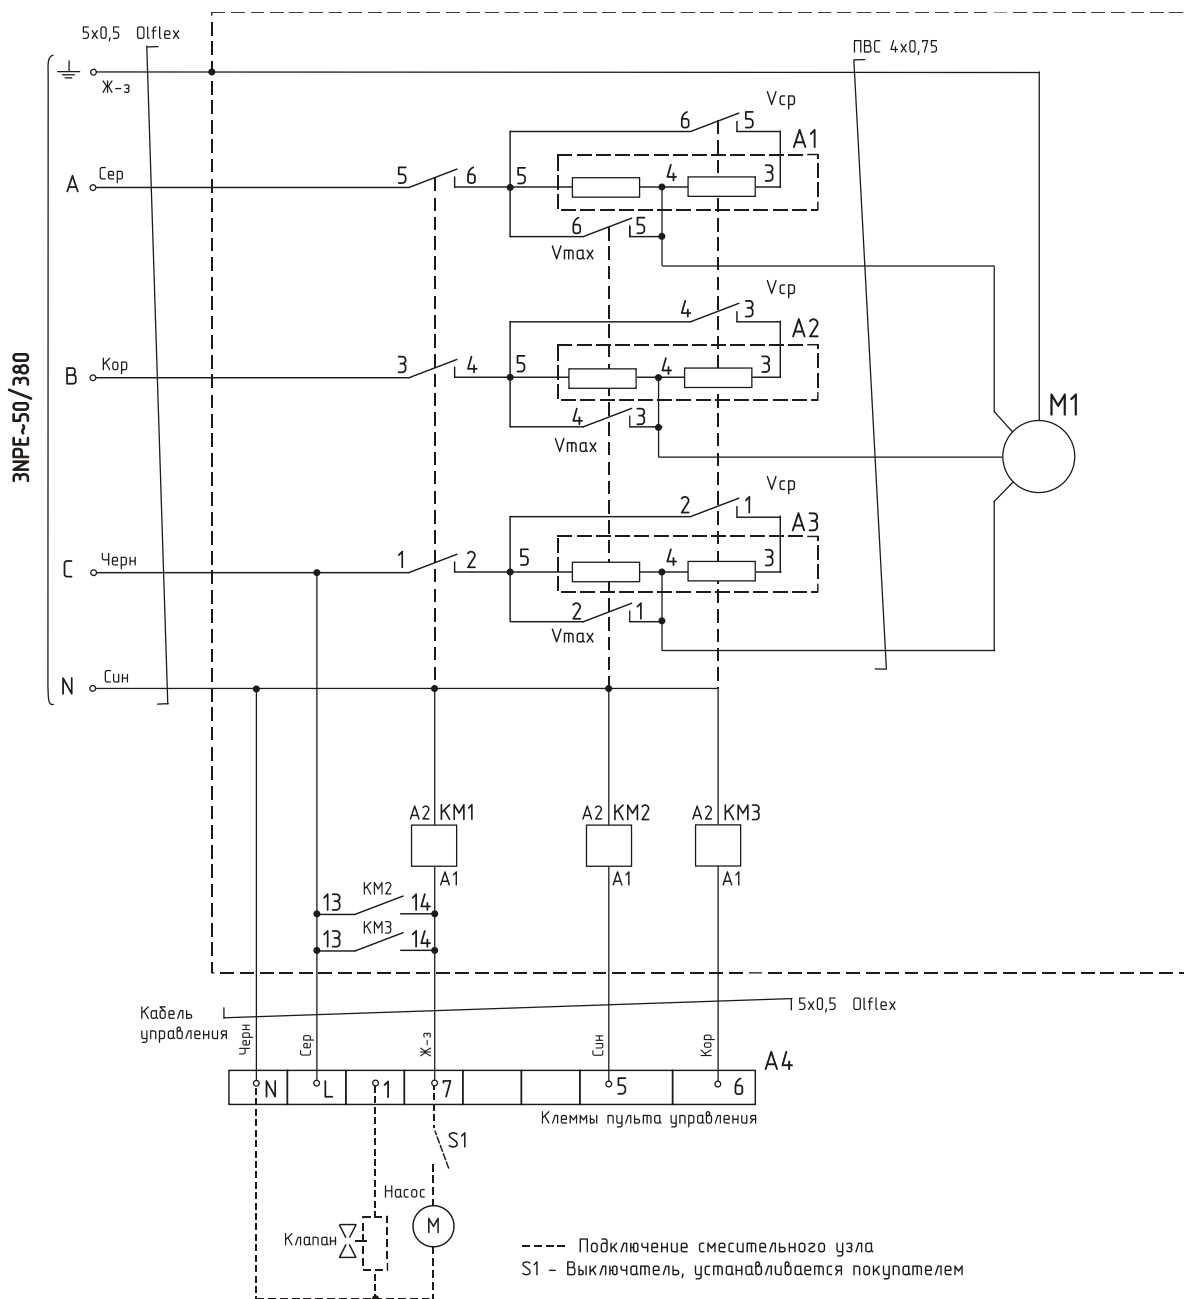 5x0,5 Olflex
ПВС 4x0,75
Ж-з
3NPE~50/380
Vср
6 5
A1
A Сер
5 6 5 4 3
6 5
Vmax
Vср
4 3
A2
B Кор
3 4 5 4 3
4 3
Vmax
M1
Vср
2 1
A3
C Черн
1 2 5 4 3
2 1
Vmax
N Син
A2 KM1
A2 KM2
A2 KM3
A1
A1
A1
13 KM2 14
13 KM3 14
Кабель
управления
5x0,5 Olflex
Черн
Сер
Ж-з
Син
Кор
A4
N L 1 7 5 6
Клеммы пульта управления
S1
Насос
M
Клапан
Подключение смесительного узла
S1 – Выключатель, устанавливается покупателем